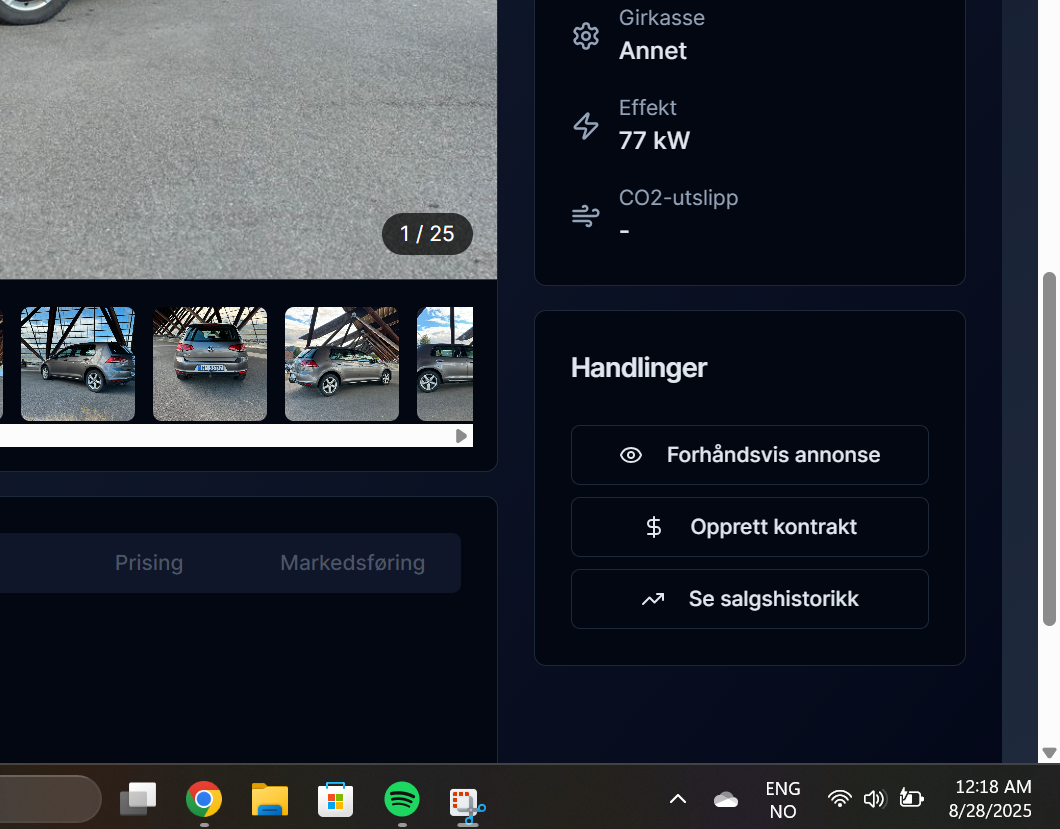 Girkasse
Annet
Effekt
77 kW
CO2-utslipp
-
1 / 25
Handlinger
Forhåndsvis annonse
Opprett kontrakt
Se salgshistorikk
Prising
Markedsføring
ENG
NO
12:18 AM
8/28/2025